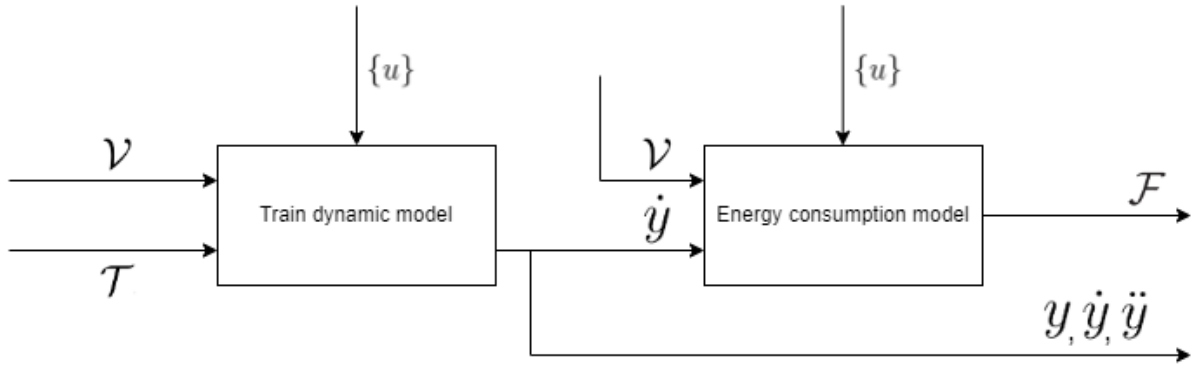 {u} {u}
𝒱 𝒱
Train dynamic model ẏ Energy consumption model ℱ
𝒯
y, ẏ, ÿ